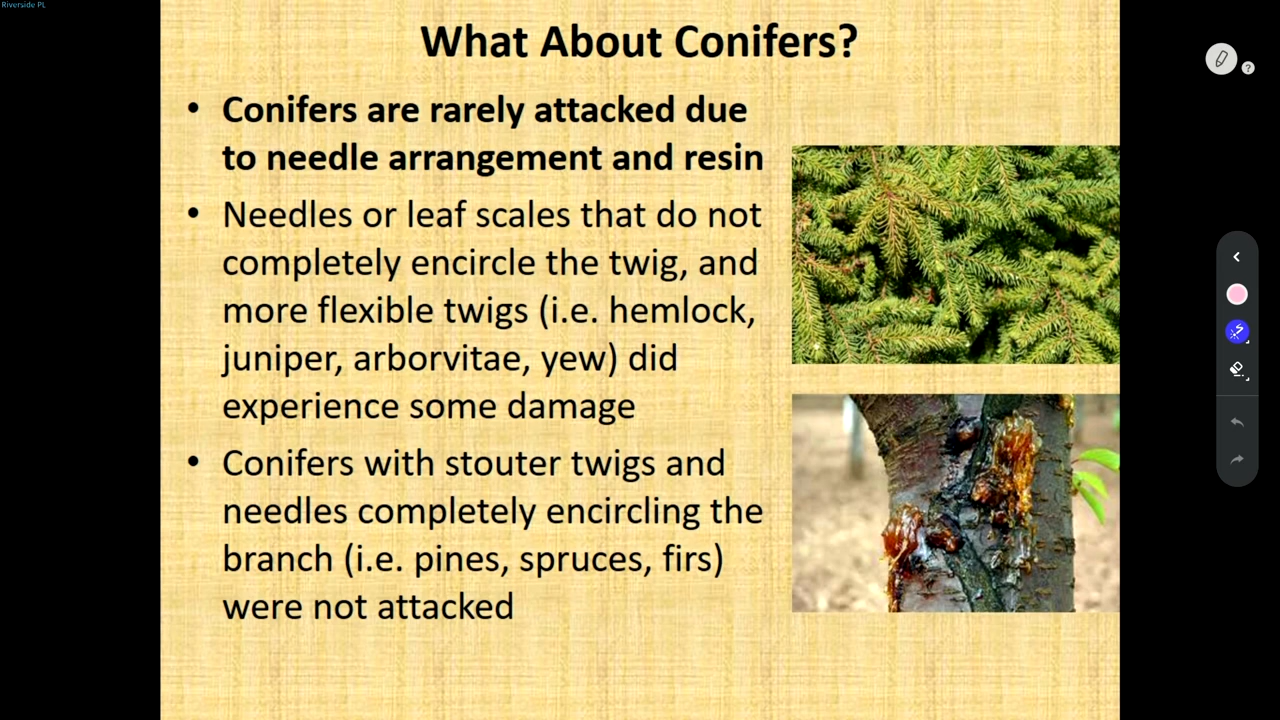 Riverside PL
What About Conifers?
• Conifers are rarely attacked due
to needle arrangement and resin
• Needles or leaf scales that do not
completely encircle the twig, and
more flexible twigs (i.e. hemlock,
juniper, arborvitae, yew) did
experience some damage
• Conifers with stouter twigs and
needles completely encircling the
branch (i.e. pines, spruces, firs)
were not attacked
?